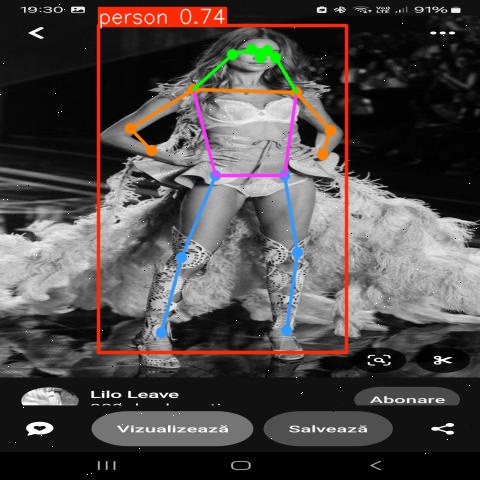 19:30
91%
person 0.74
Lilo Leave
Abonare
Vizualizează
Salvează